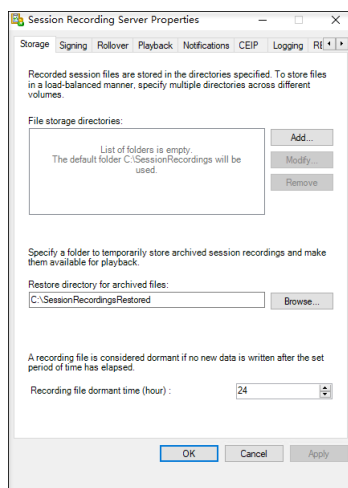 Session Recording Server Properties
Storage Signing Rollover Playback Notifications CEIP Logging
Recorded session files are stored in the directories specified. To store files
in a load-balanced manner, specify multiple directories across different
volumes.
File storage directories:
List of folders is empty.
The default folder C:\SessionRecordings will be
used.
Add...
Modify...
Remove
Specify a folder to temporarily store archived session recordings and make
them available for playback.
Restore directory for archived files:
C:\SessionRecordingsRestored
Browse...
A recording file is considered dormant if no new data is written after the set
period of time has elapsed.
Recording file dormant time (hour) :
24
OK Cancel Apply